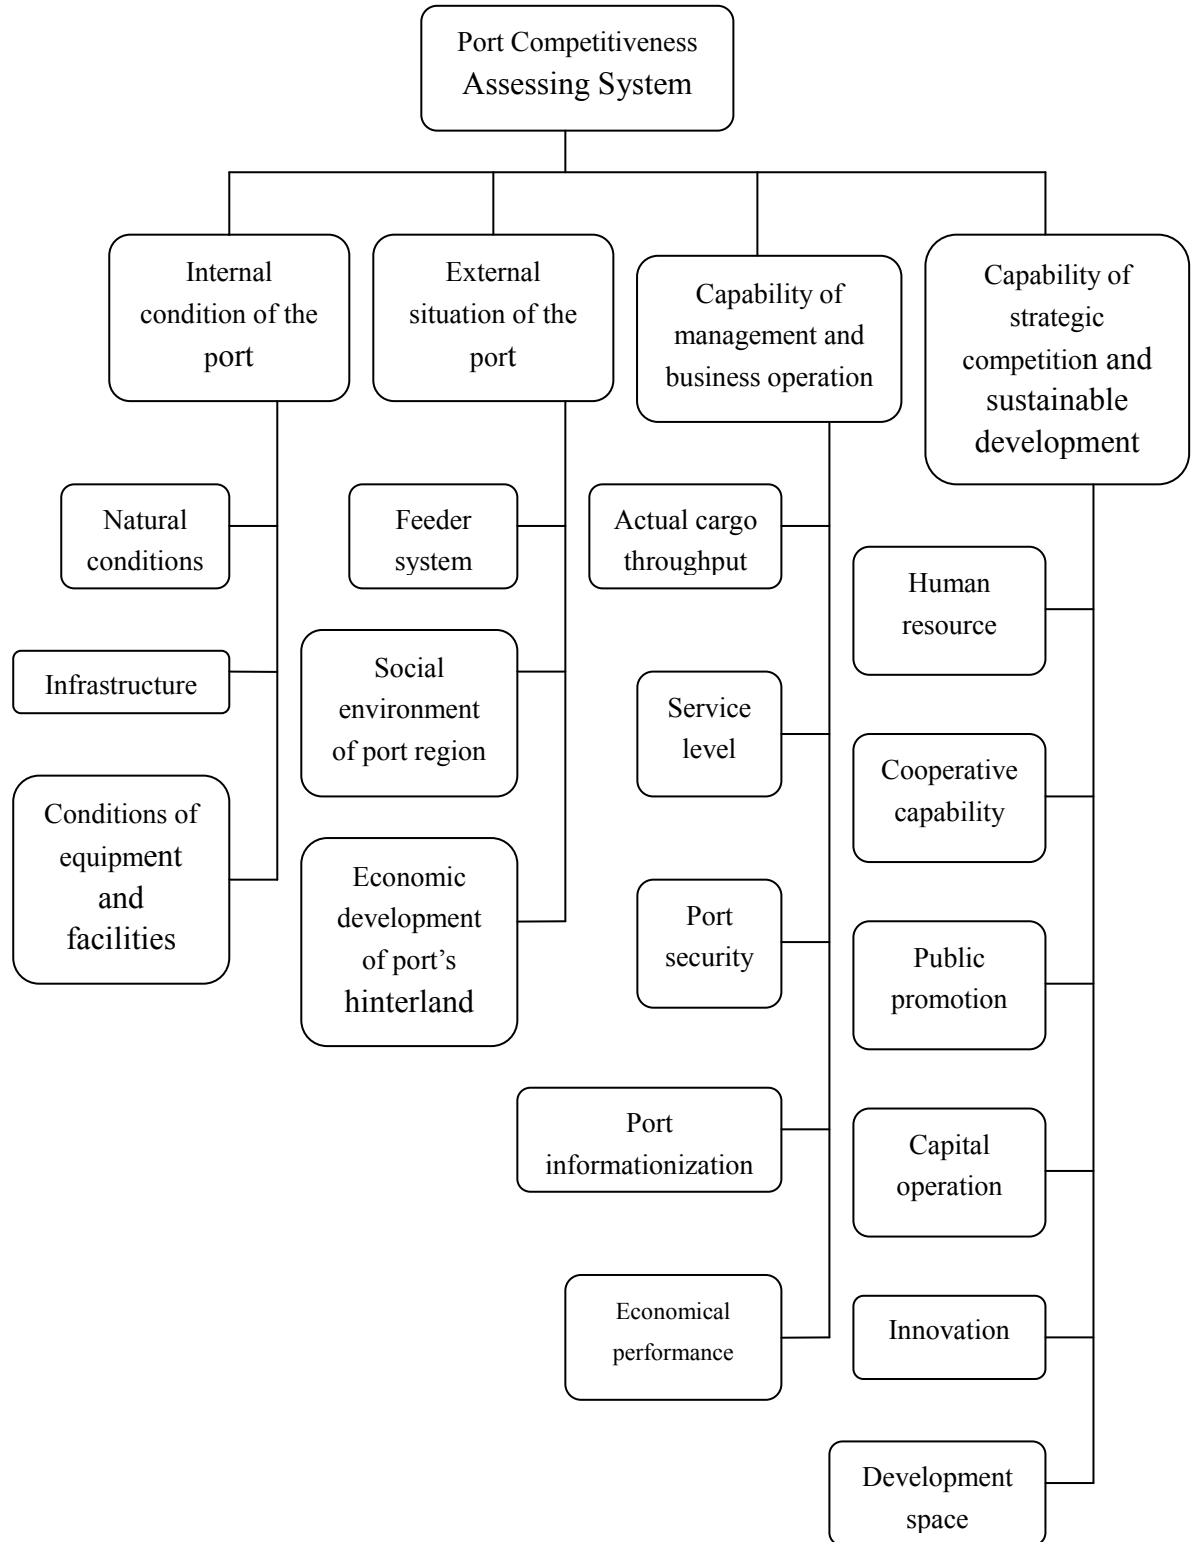 Port Competitiveness
Assessing System
Internal
condition of the
port
External
situation of the
port
Capability of
management and
business operation
Capability of
strategic
competition and
sustainable
development
Natural
conditions
Infrastructure
Conditions of
equipment
and
facilities
Feeder
system
Social
environment
of port region
Economic
development
of port’s
hinterland
Actual cargo
throughput
Service
level
Port
security
Port
informationization
Economical
performance
Human
resource
Cooperative
capability
Public
promotion
Capital
operation
Innovation
Development
space